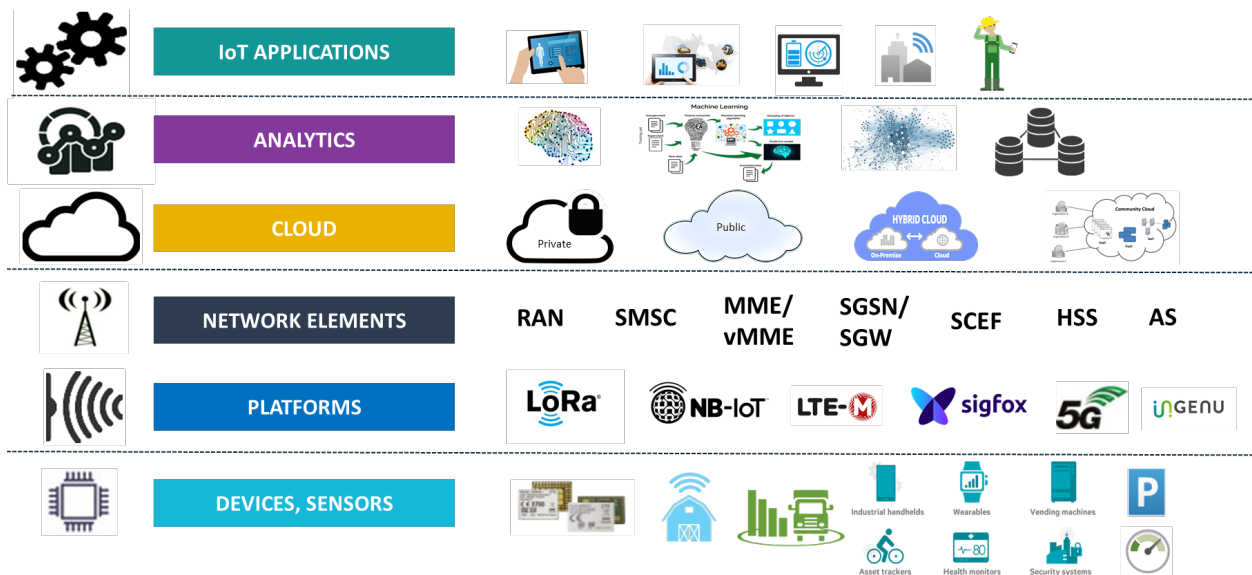 IoT APPLICATIONS
ANALYTICS
Machine Learning
CLOUD
Private
Public
HYBRID CLOUD
On-Premise
Cloud
Community Cloud
NETWORK ELEMENTS
RAN
SMSC
MME/
vMME
SGSN/
SGW
SCEF
HSS
AS
PLATFORMS
LoRa
NB-IoT
LTE-M
sigfox
5G
inGENU
DEVICES, SENSORS
Industrial handhelds
Wearables
Vending machines
P
Asset trackers
80
Health monitors
Security systems